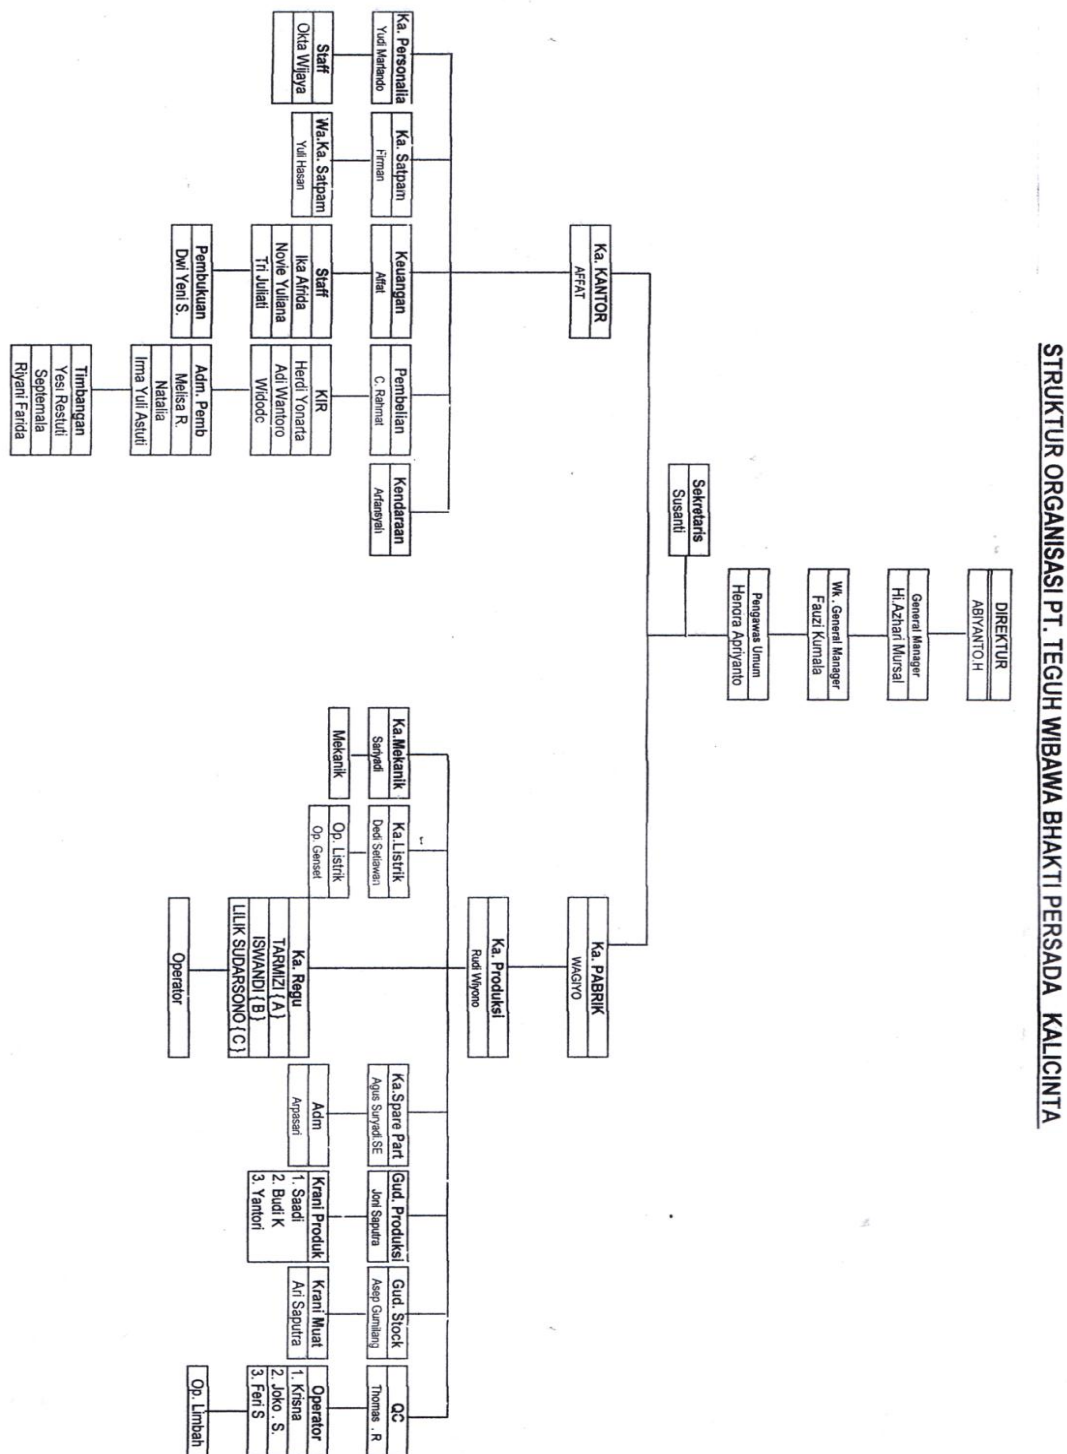 STRUKTUR ORGANISASI PT. TEGUH WIBAWA BHAKTI PERSADA KALICINTA
DIREKTUR
ABIYANTO.H
General Manager
Hi.Azhari Mursal
Wk. General Manager
Fauzi Kumala
Pengawas Umum
Hendra Apriyanto
Sekretaris
Susanti
Ka. KANTOR
AFFAT
Ka. PABRIK
WAGIYO
Ka. Produksi
Rudi Wiyono
Ka. Personalia
Yudi Marlando
Staff
Okta Wijaya
Ka. Satpam
Firman
Wa.Ka. Satpam
Yuli Hasan
Keuangan
Affat
Staff
Ika Afrida
Novie Yuliana
Tri Juliati
Pembukuan
Dwi Yeni S.
Pembelian
C. Rahmat
KIR
Herdi Yonarta
Adi Wantoro
Widodo
Adm. Pemb
Melisa R.
Natalia
Irma Yuli Astuti
Timbangan
Yesi Restuti
Septemala
Riyani Farida
Kendaraan
Arfansyah
Ka.Mekanik
Sariyadi
Mekanik
Ka.Listrik
Dedi Setiawan
Op. Listrik
Op. Genset
Ka. Regu
TARMIZI { A }
ISWANDI { B }
LILIK SUDARSONO { C }
Operator
Ka.Spare Part
Agus Suryadi.SE
Adm
Arpasari
Gud. Produksi
Joni Saputra
Krani Produk
1. Saadi
2. Budi K
3. Yantori
Gud. Stock
Asep Gumilang
Krani Muat
Ari Saputra
QC
Thomas . R
Operator
1. Krisna
2. Joko . S.
3. Feri S
Op. Limbah